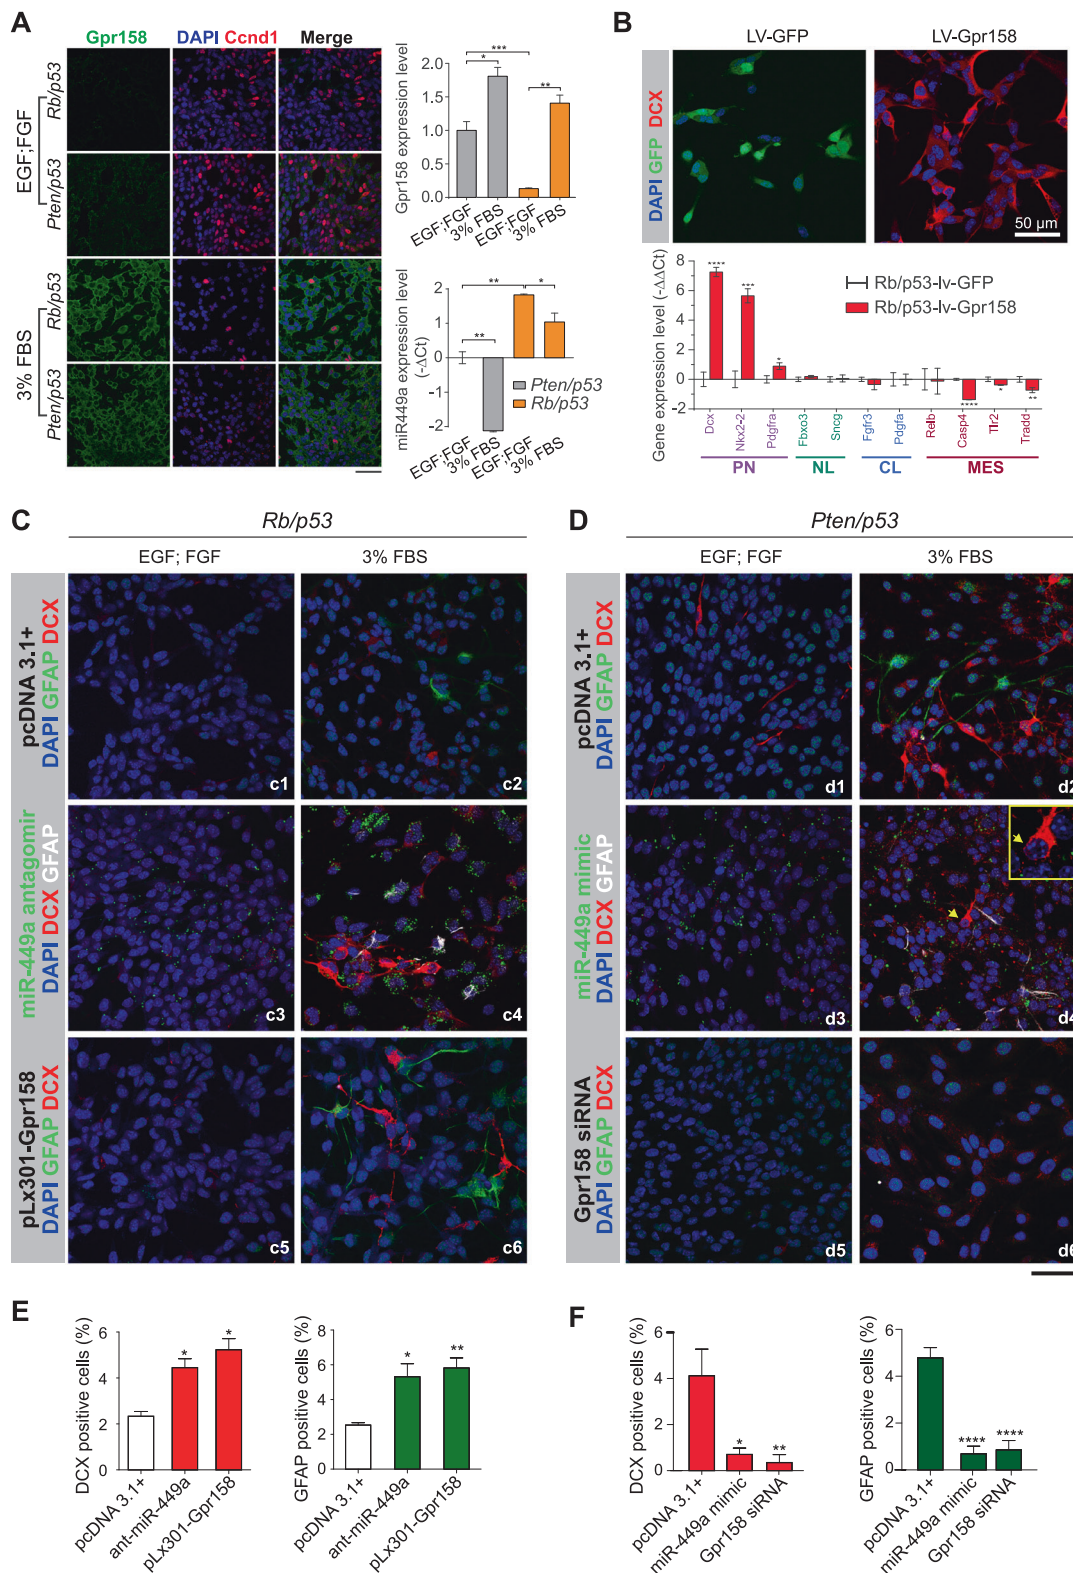 A
Gpr158
DAPI Ccnd1
Merge
EGF;FGF
Rb/p53
Pten/p53
3% FBS
Rb/p53
Pten/p53
Gpr158 expression level
2.0
1.5
1.0
0.5
0.0
***
*
**
EGF;FGF
3% FBS
EGF;FGF
3% FBS
miR449a expression level
(-ΔCt)
2
1
0
-1
-2
**
*
**
Pten/p53
Rb/p53
EGF;FGF
3% FBS
EGF;FGF
3% FBS
B
LV-GFP
LV-Gpr158
DAPI GFP DCX
50 µm
Gene expression level (-ΔΔCt)
8
6
4
2
0
-2
****
***
*
****
*
**
Rb/p53-lv-GFP
Rb/p53-lv-Gpr158
Dcx
Nkx2-2
Pdgfra
Fbxo3
Sncg
Fgfr3
Pdgfa
Relb
Casp4
Tlr2
Tradd
PN
NL
CL
MES
C
Rb/p53
EGF; FGF
3% FBS
pcDNA 3.1+
DAPI GFAP DCX
c1
c2
miR-449a antagomir
DAPI DCX GFAP
c3
c4
pLx301-Gpr158
DAPI GFAP DCX
c5
c6
D
Pten/p53
EGF; FGF
3% FBS
pcDNA 3.1+
DAPI GFAP DCX
d1
d2
miR-449a mimic
DAPI DCX GFAP
d3
d4
Gpr158 siRNA
DAPI GFAP DCX
d5
d6
E
DCX positive cells (%)
6
4
2
0
*
*
pcDNA 3.1+
ant-miR-449a
pLx301-Gpr158
GFAP positive cells (%)
8
6
4
2
0
*
**
pcDNA 3.1+
ant-miR-449a
pLx301-Gpr158
F
DCX positive cells (%)
6
4
2
0
*
**
pcDNA 3.1+
miR-449a mimic
Gpr158 siRNA
GFAP positive cells (%)
6
4
2
0
****
****
pcDNA 3.1+
miR-449a mimic
Gpr158 siRNA